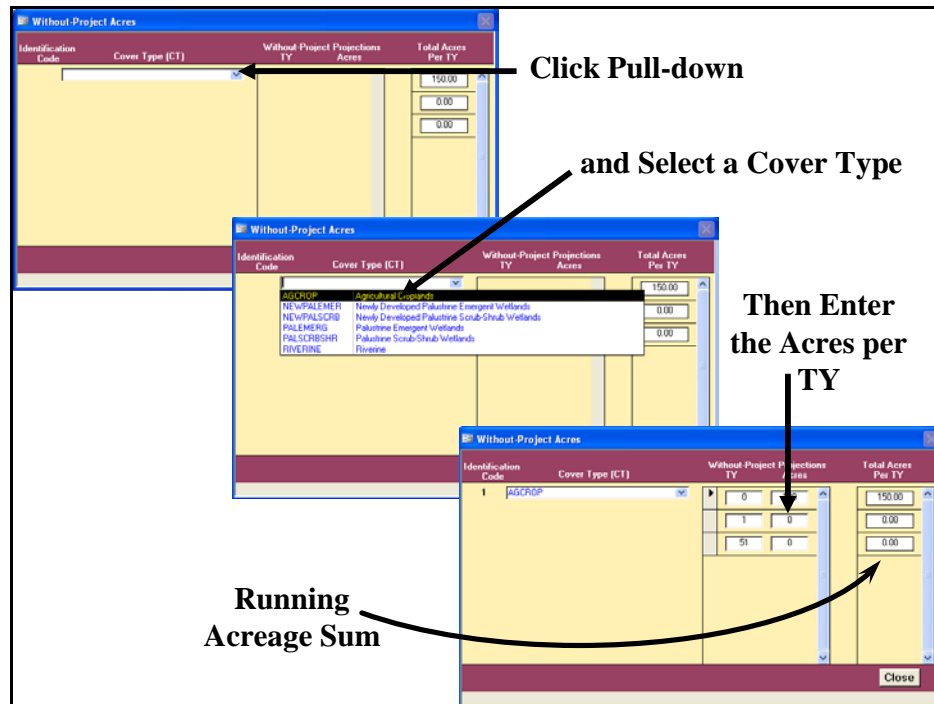 Without-Project Acres
Identification Code
Cover Type (CT)
Without-Project Projections
TY Acres
Total Acres Per TY
150.00
0.00
0.00
Click Pull-down
and Select a Cover Type
Without-Project Acres
Identification Code
Cover Type (CT)
Without-Project Projections
TY Acres
Total Acres Per TY
AGCROP Agricultural Croplands
NEWPALEMER Newly Developed Palustrine Emergent Wetlands
NEWPALSCRB Newly Developed Palustrine Scrub-Shrub Wetlands
PALEMERG Palustrine Emergent Wetlands
PALSCRBSHR Palustrine Scrub-Shrub Wetlands
RIVERINE Riverine
150.00
0.00
0.00
Then Enter
the Acres per
TY
Without-Project Acres
Identification Code
Cover Type (CT)
Without-Project Projections
TY Acres
Total Acres Per TY
1 AGCROP
0
1 0
51 0
150.00
0.00
0.00
Running
Acreage Sum
Close